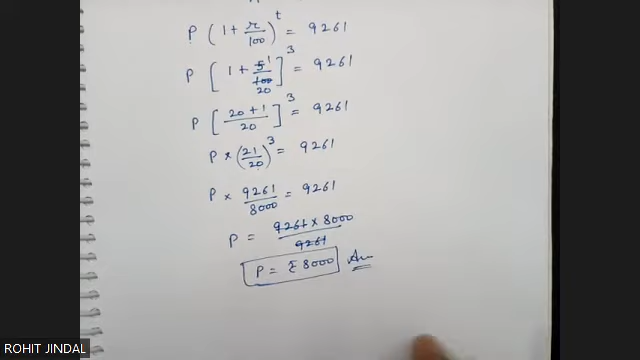 P ( 1 + r/100 )^t = 9261
P [ 1 + 5 1/100 20 ]^3 = 9261
P [ 20 + 1/20 ]^3 = 9261
P × (21/20)^3 = 9261
P × 9261/8000 = 9261
P = 9261 × 8000/9261
P = ₹ 8000 Ans
ROHIT JINDAL